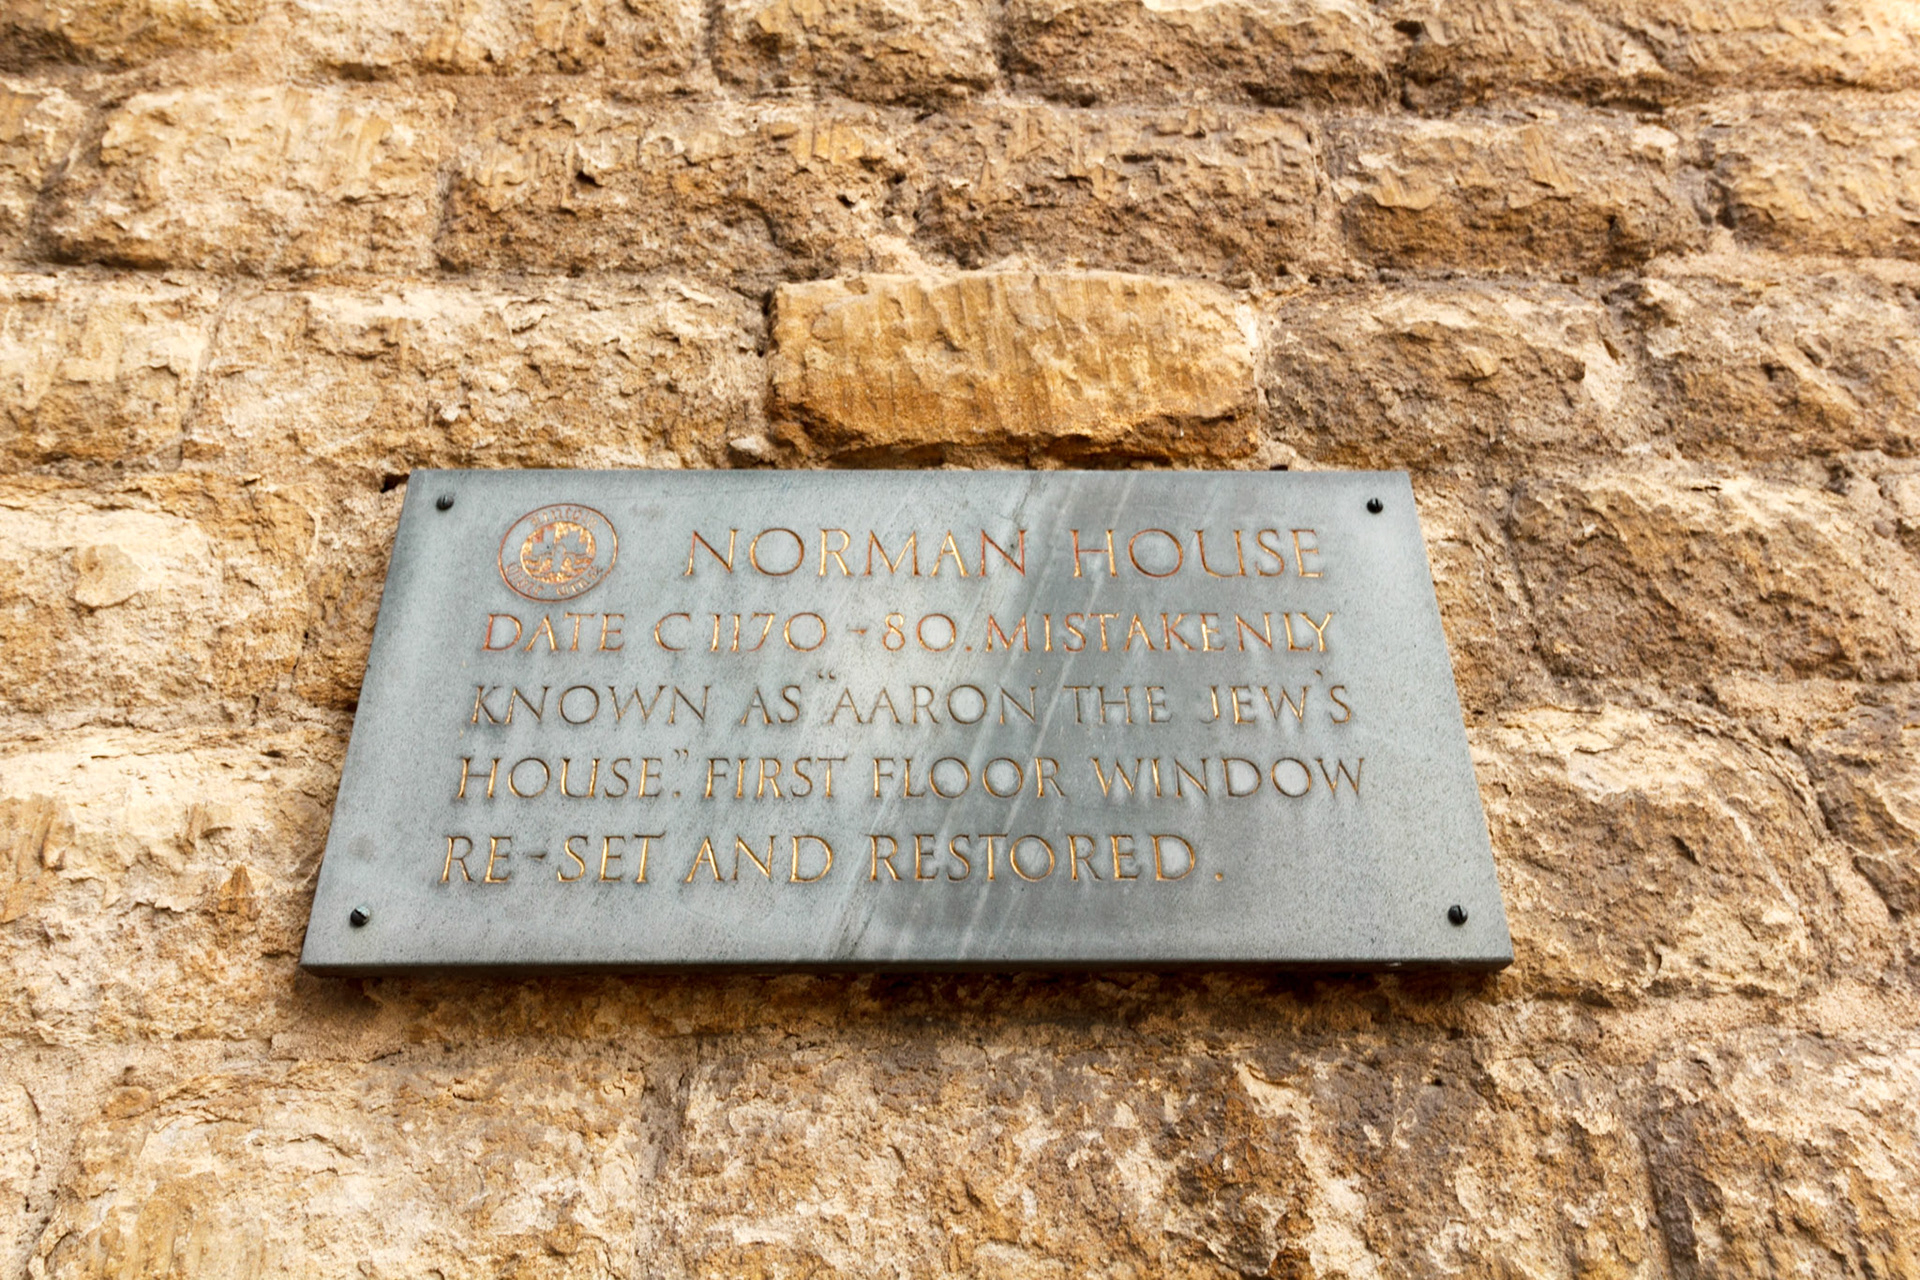 NORMAN HOUSE
DATE C 1170 - 80. MISTAKENLY
KNOWN AS "AARON THE JEW'S
HOUSE." FIRST FLOOR WINDOW
RE-SET AND RESTORED.